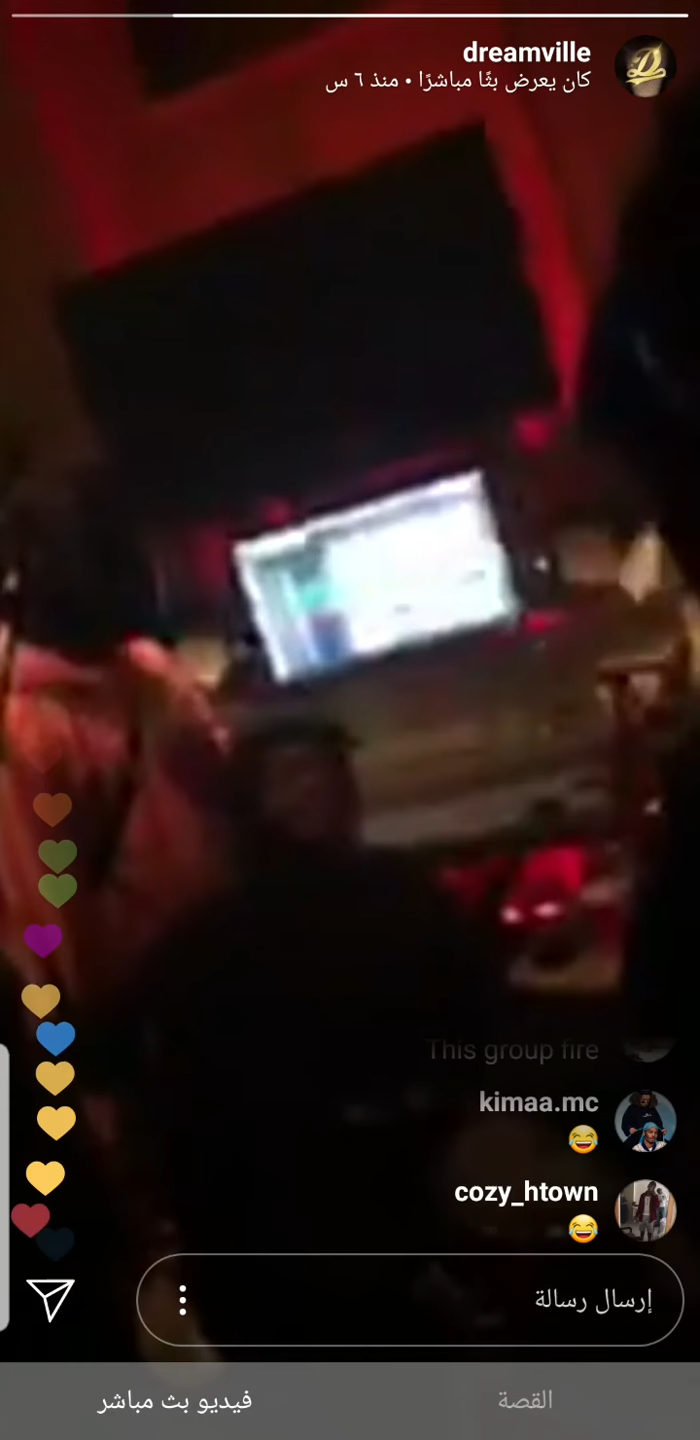 dreamville
كان يعرض بثًا مباشرًا • منذ ٦ س
This group fire
kimaa.mc
😂
cozy_htown
😂
إرسال رسالة
القصة
فيديو بث مباشر